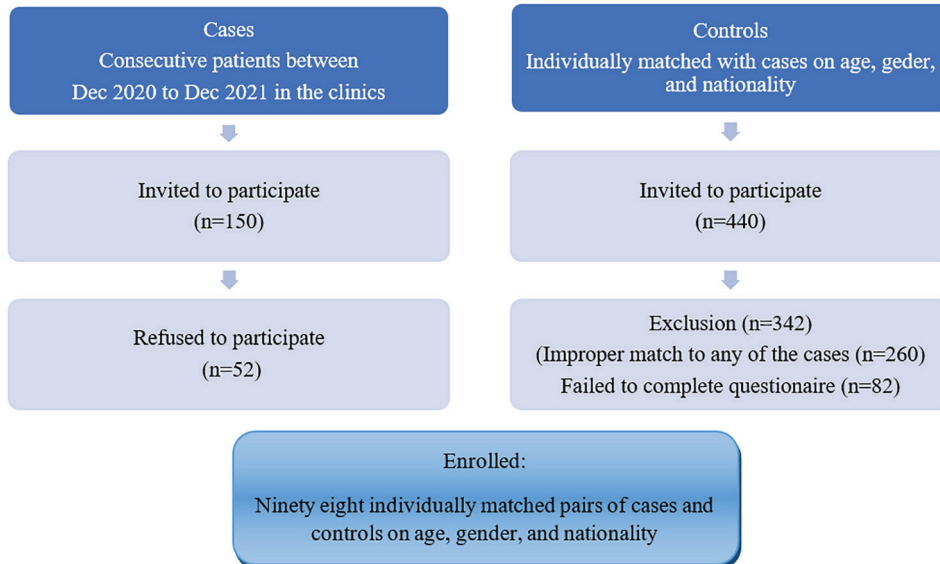 Cases
Consecutive patients between
Dec 2020 to Dec 2021 in the clinics
Controls
Individually matched with cases on age, geder,
and nationality
Invited to participate
(n=150)
Invited to participate
(n=440)
Refused to participate
(n=52)
Exclusion (n=342)
(Improper match to any of the cases (n=260)
Failed to complete questionaire (n=82)
Enrolled:
Ninety eight individually matched pairs of cases and
controls on age, gender, and nationality